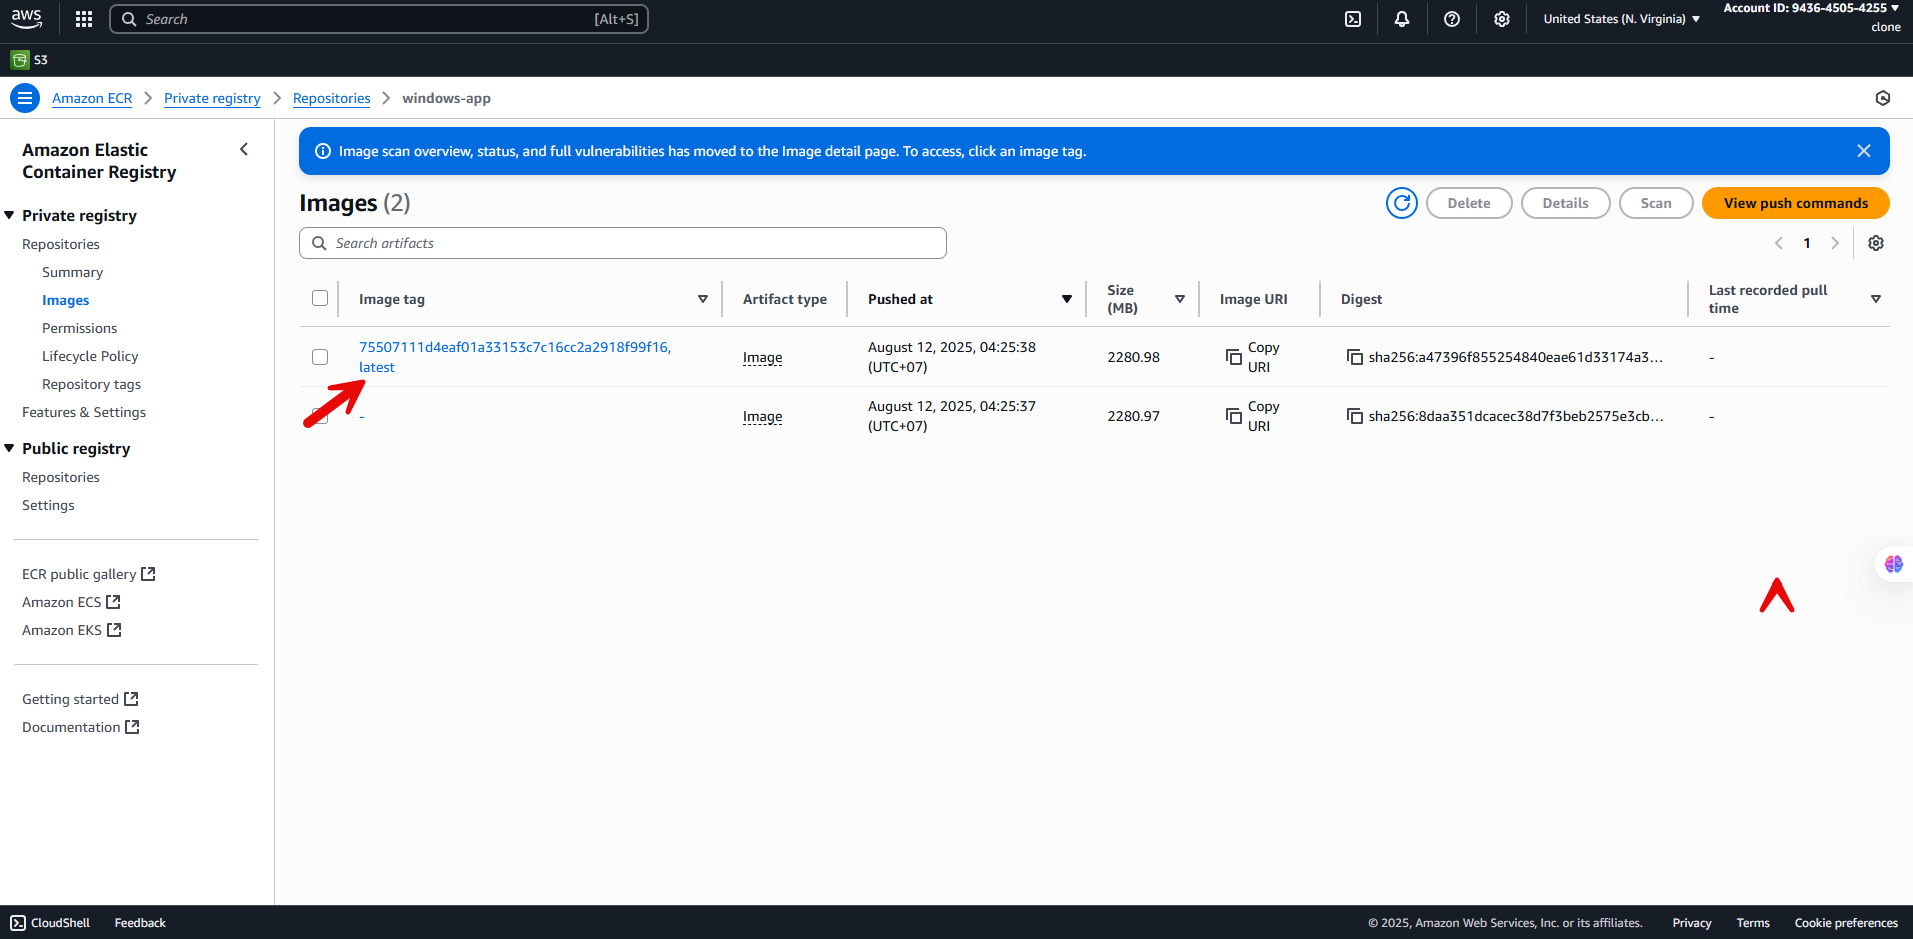 aws
Search
[Alt+S]
United States (N. Virginia)
Account ID: 9436-4505-4255
clone
S3
Amazon ECR
Private registry
Repositories
windows-app
Amazon Elastic
Container Registry
Private registry
Repositories
Summary
Images
Permissions
Lifecycle Policy
Repository tags
Features & Settings
Public registry
Repositories
Settings
ECR public gallery
Amazon ECS
Amazon EKS
Getting started
Documentation
Image scan overview, status, and full vulnerabilities has moved to the Image detail page. To access, click an image tag.
Images (2)
Delete
Details
Scan
View push commands
Search artifacts
1
Image tag
Artifact type
Pushed at
Size
(MB)
Image URI
Digest
Last recorded pull
time
75507111d4eaf01a33153c7c16cc2a2918f99f16,
latest
Image
August 12, 2025, 04:25:38
(UTC+07)
2280.98
Copy
URI
sha256:a47396f855254840eae61d33174a3...
-
-
Image
August 12, 2025, 04:25:37
(UTC+07)
2280.97
Copy
URI
sha256:8daa351dcacec38d7f3beb2575e3cb...
-
CloudShell
Feedback
© 2025, Amazon Web Services, Inc. or its affiliates.
Privacy
Terms
Cookie preferences